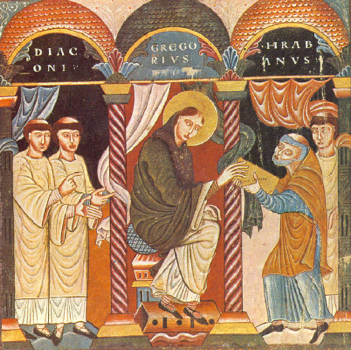 DIAC
ONI
GREGO
RIVS
HRAB
ANVS